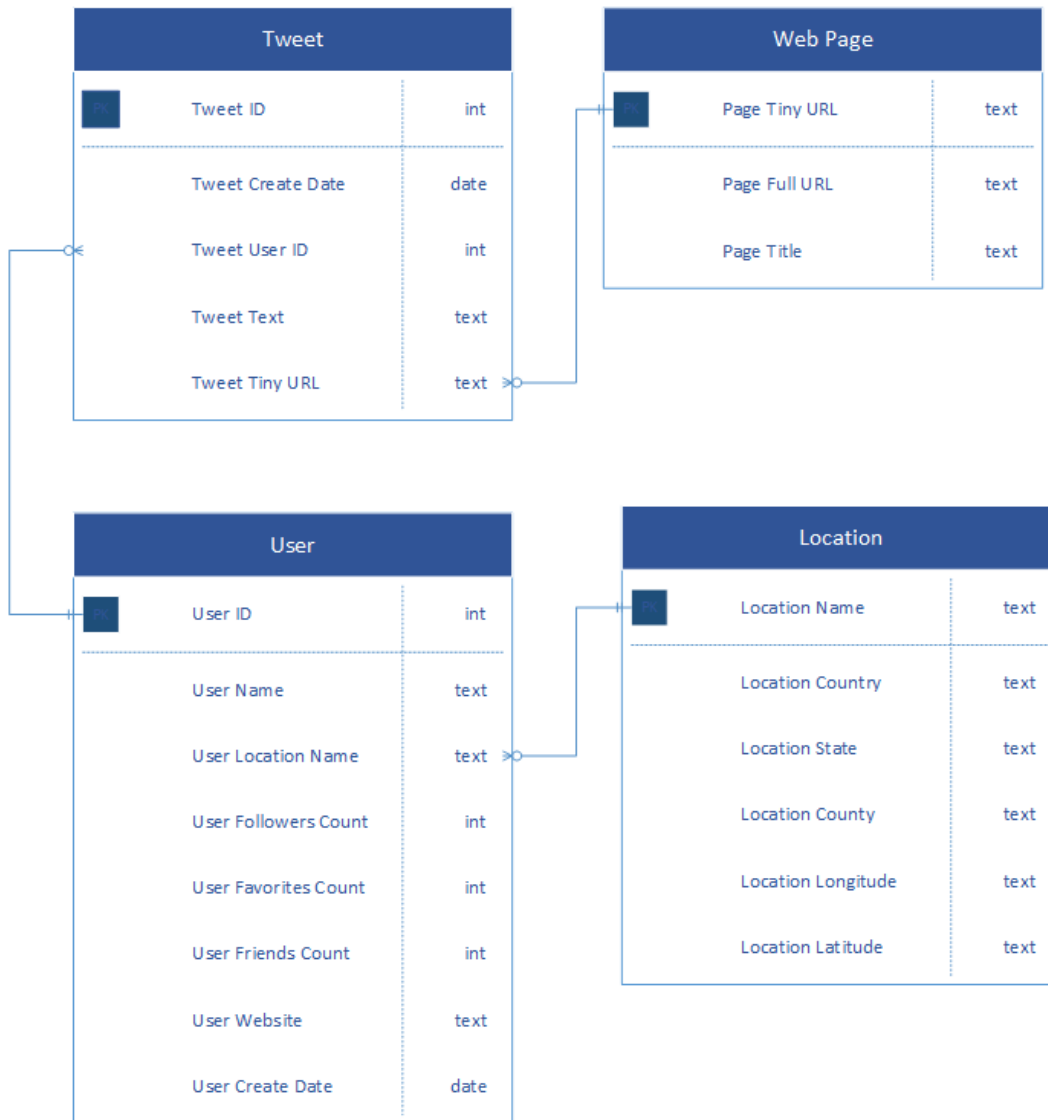 Tweet
PK Tweet ID int
Tweet Create Date date
Tweet User ID int
Tweet Text text
Tweet Tiny URL text
Web Page
PK Page Tiny URL text
Page Full URL text
Page Title text
User
PK User ID int
User Name text
User Location Name text
User Followers Count int
User Favorites Count int
User Friends Count int
User Website text
User Create Date date
Location
PK Location Name text
Location Country text
Location State text
Location County text
Location Longitude text
Location Latitude text